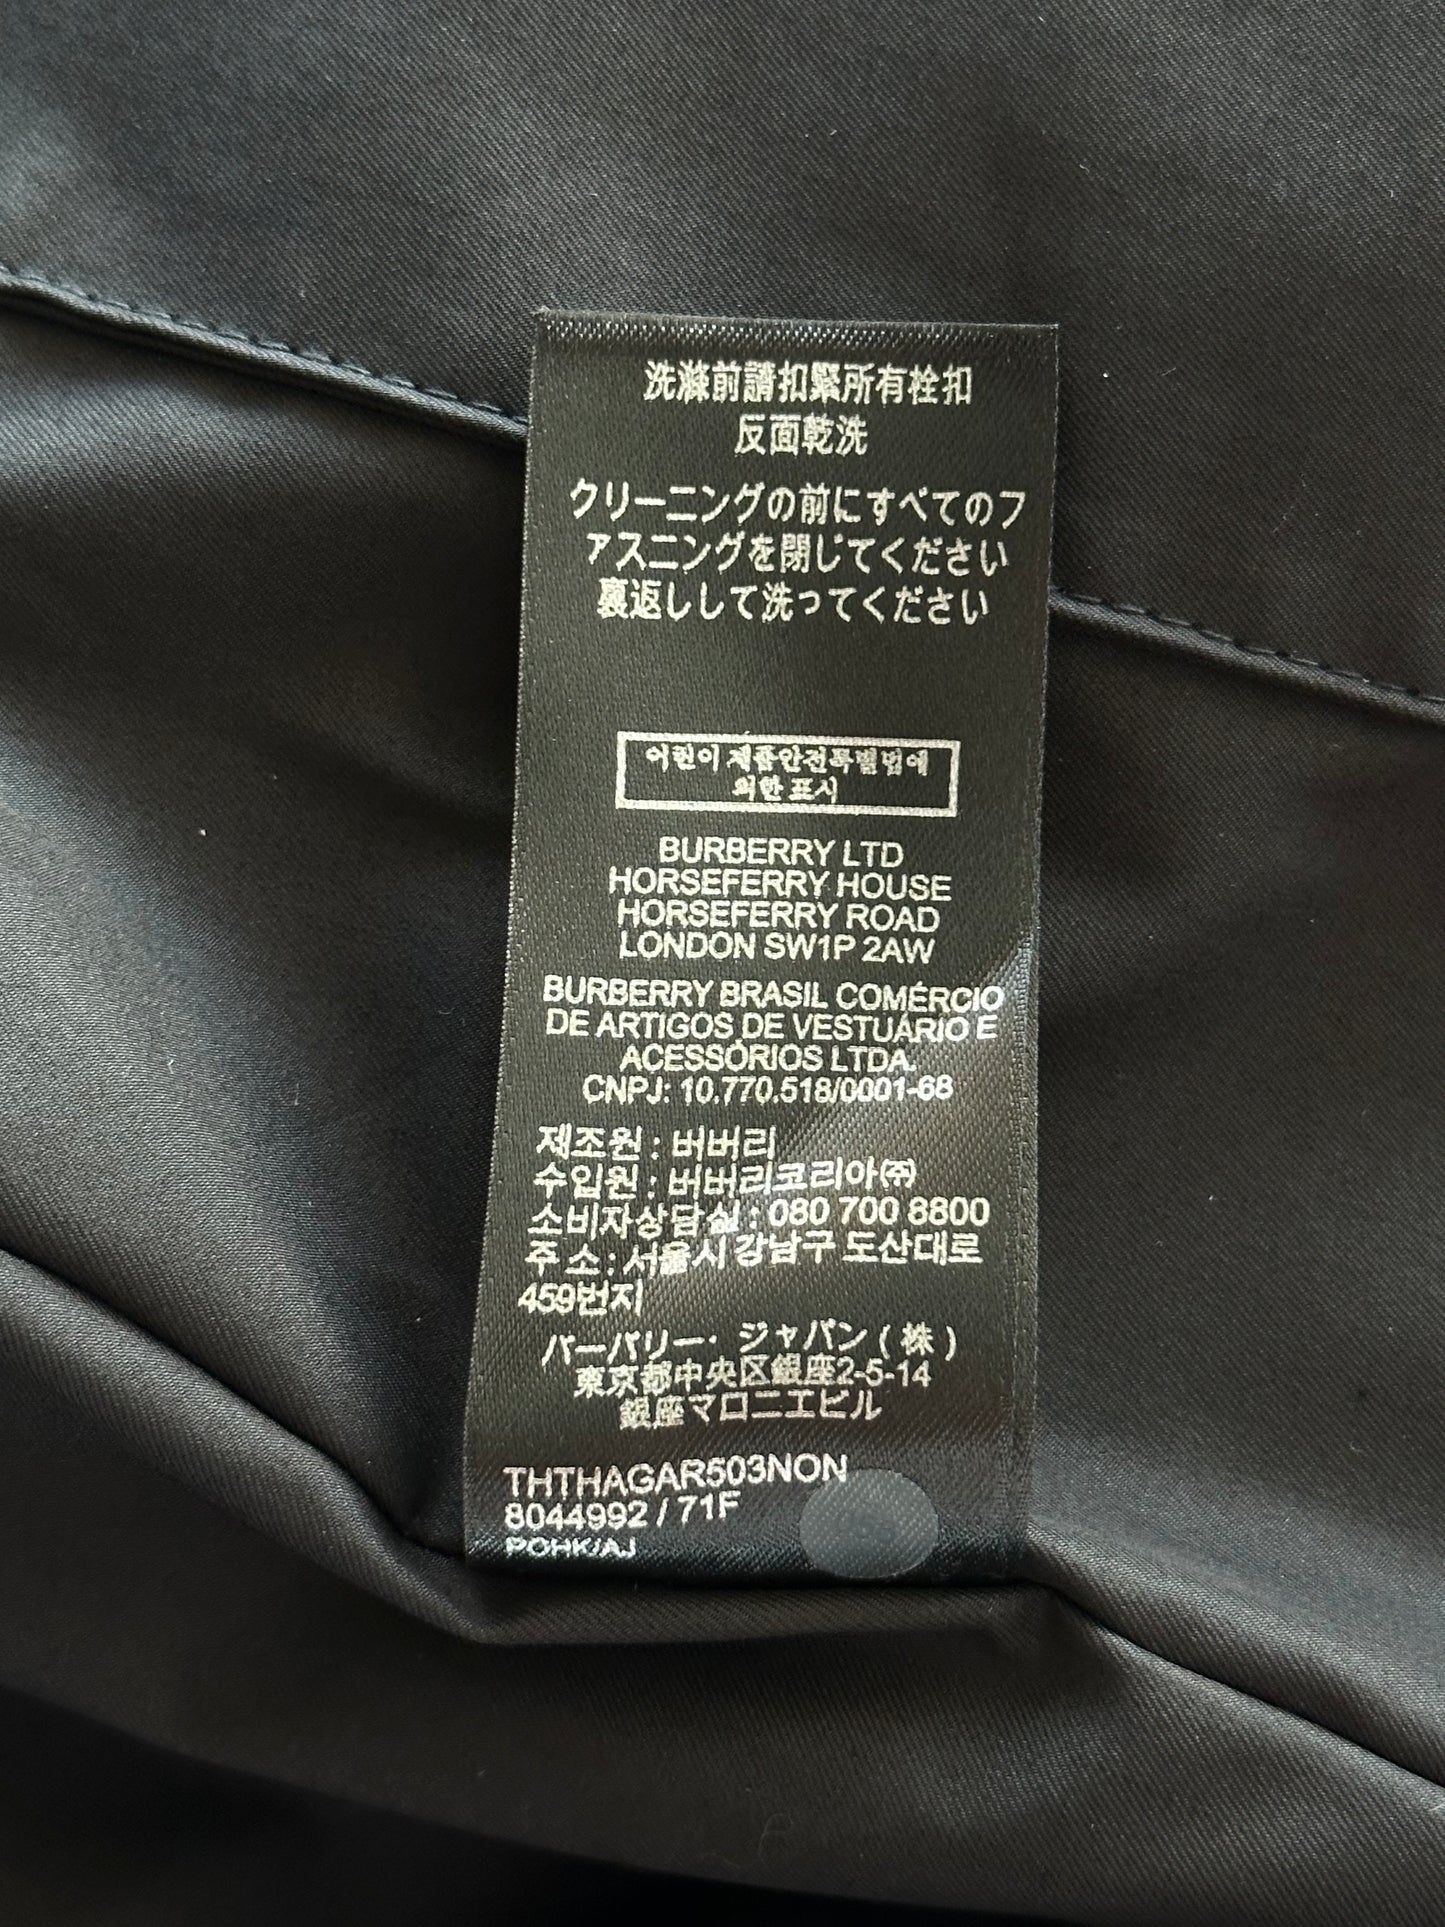 洗滌前請扣緊所有栓扣
反面乾洗
クリーニングの前にすべてのフ
ァスニングを閉じてください
裏返しして洗ってください
어린이제품안전특별법에
의한 표시
BURBERRY LTD
HORSEFERRY HOUSE
HORSEFERRY ROAD
LONDON SW1P 2AW
BURBERRY BRASIL COMÉRCIO
DE ARTIGOS DE VESTUÁRIO E
ACESSÓRIOS LTDA.
CNPJ: 10.770.518/0001-68
제조원 : 버버리
수입원 : 버버리코리아㈜
소비자상담실 : 080 700 8800
주 소 : 서울시 강남구 도산대로
459번지
バーバリー・ジャパン ( 株 )
東京都中央区銀座2-5-14
銀座マロニエビル
THTHAGAR503NON
8044992 / 71F
POHK/AJ